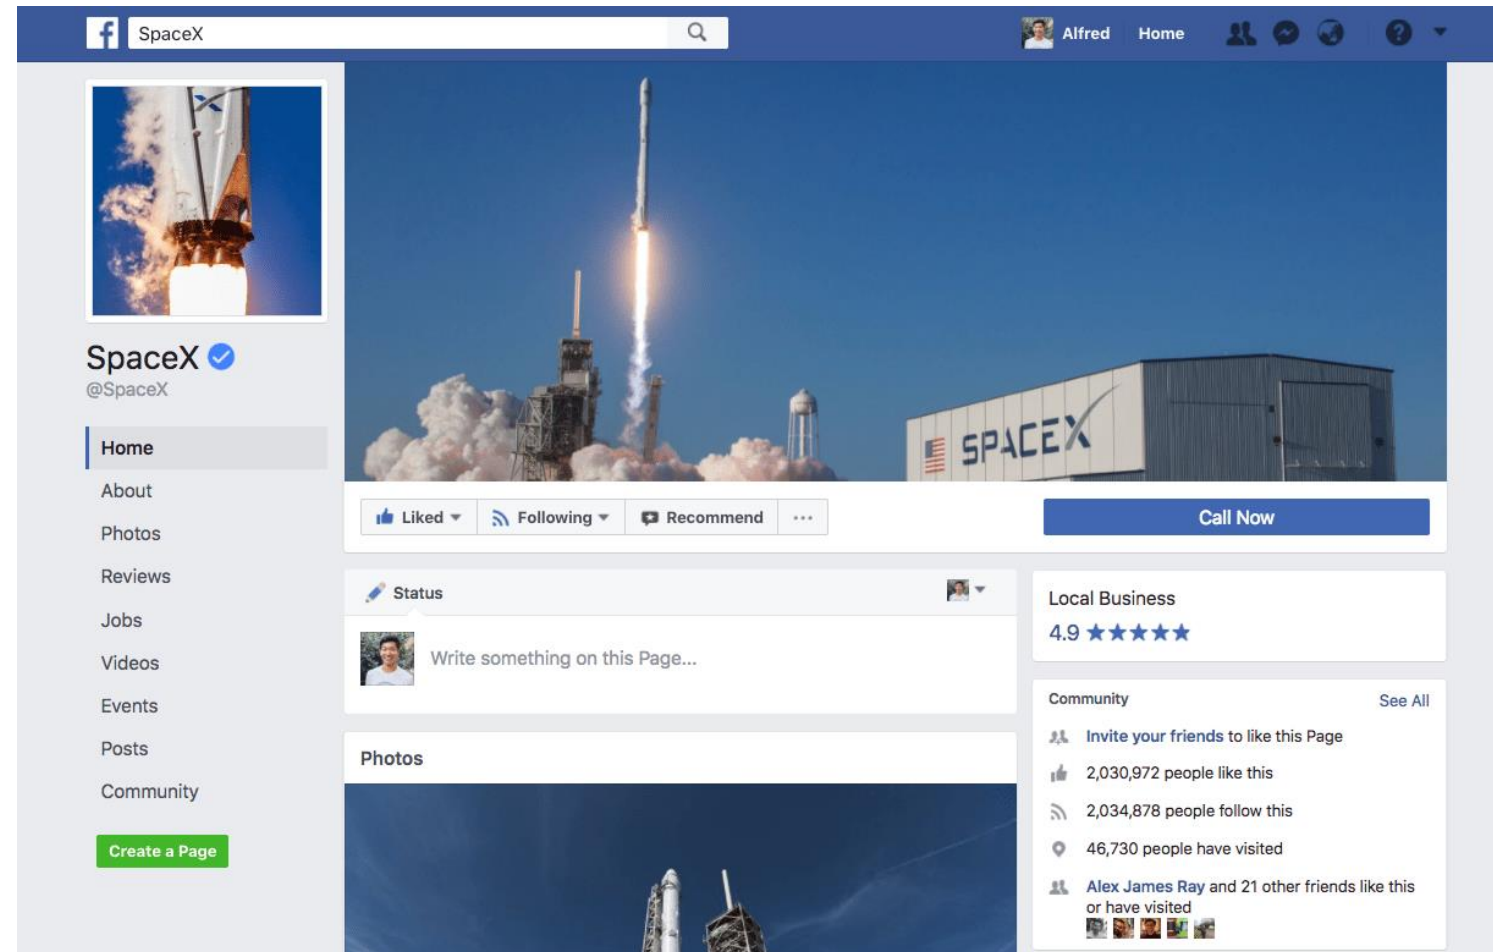 SpaceX
Alfred
Home
SpaceX
@SpaceX
Home
About
Photos
Reviews
Jobs
Videos
Events
Posts
Community
Create a Page
SPACEX
Liked
Following
Recommend
Call Now
Status
Write something on this Page...
Photos
Local Business
4.9
Community
See All
Invite your friends to like this Page
2,030,972 people like this
2,034,878 people follow this
46,730 people have visited
Alex James Ray and 21 other friends like this
or have visited